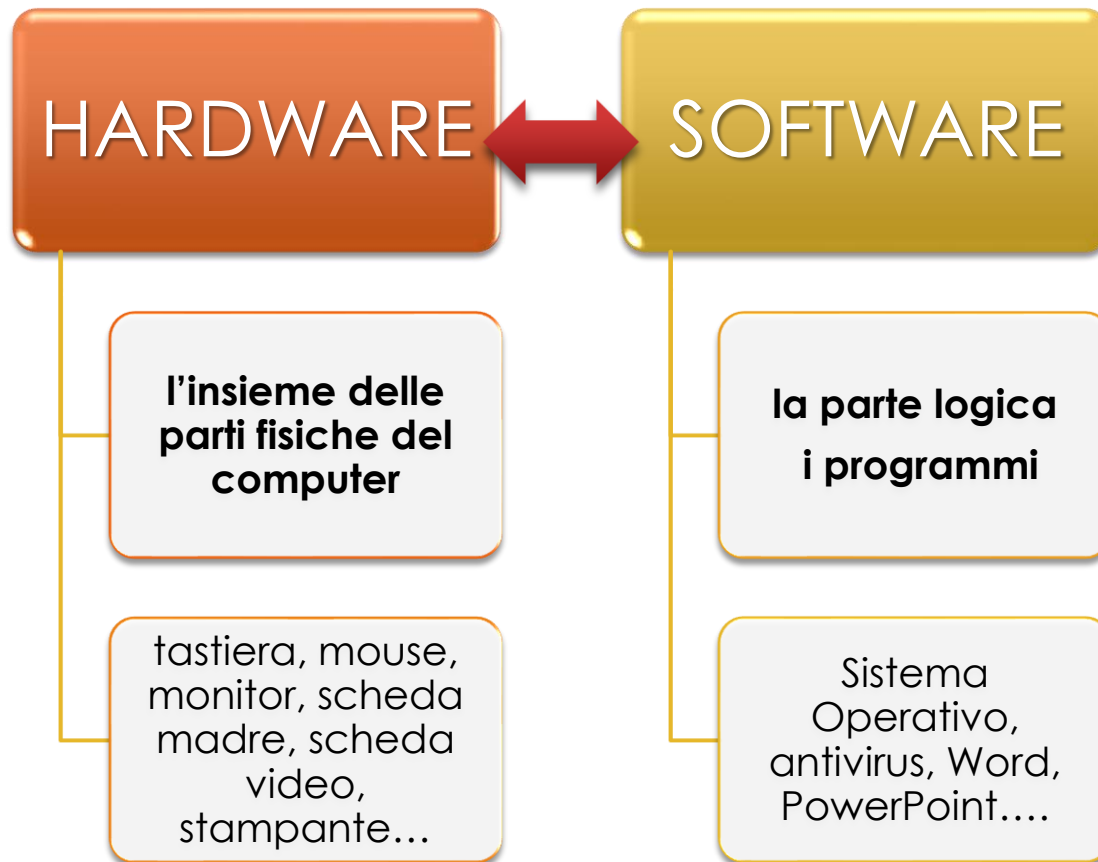 HARDWARE
l’insieme delle
parti fisiche del
computer
tastiera, mouse,
monitor, scheda
madre, scheda
video,
stampante…
SOFTWARE
la parte logica
i programmi
Sistema
Operativo,
antivirus, Word,
PowerPoint….